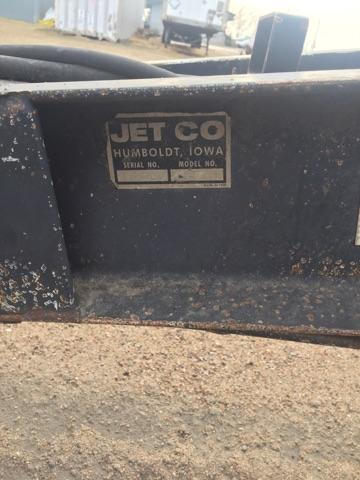 JET CO
HUMBOLDT, IOWA
SERIAL NO. MODEL NO.